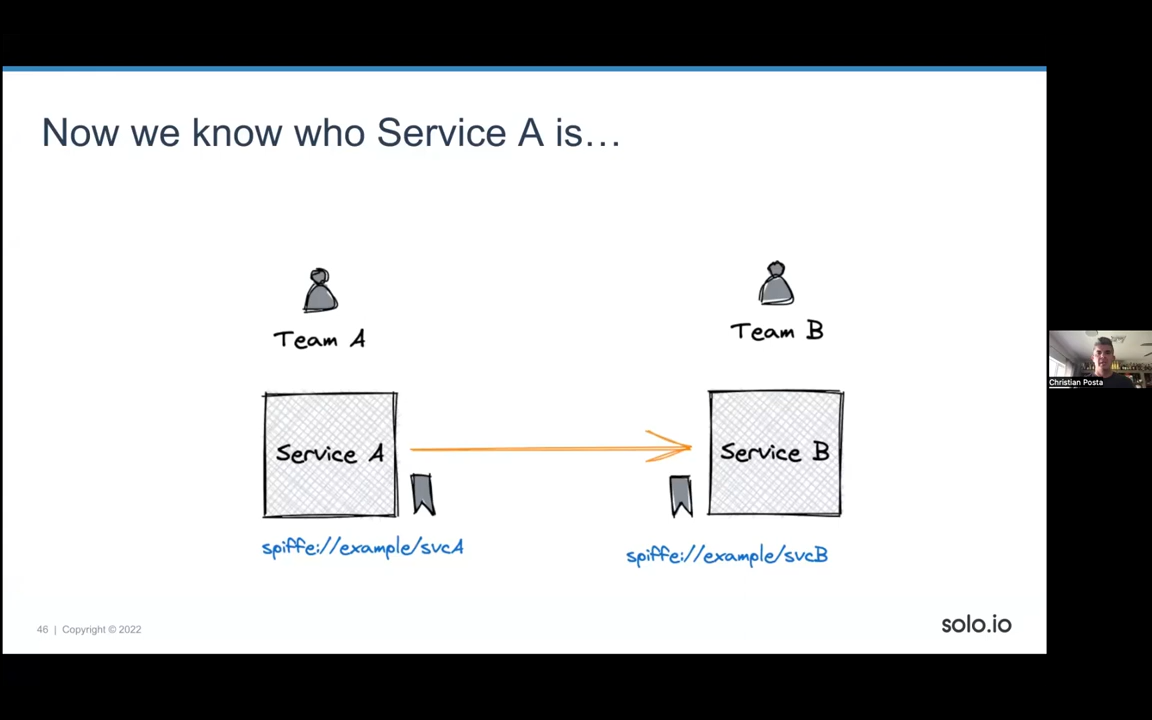 Now we know who Service A is…
Team A
Team B
Service A
Service B
spiffe://example/svcA
spiffe://example/svcB
46 | Copyright © 2022
solo.io
Christian Posta